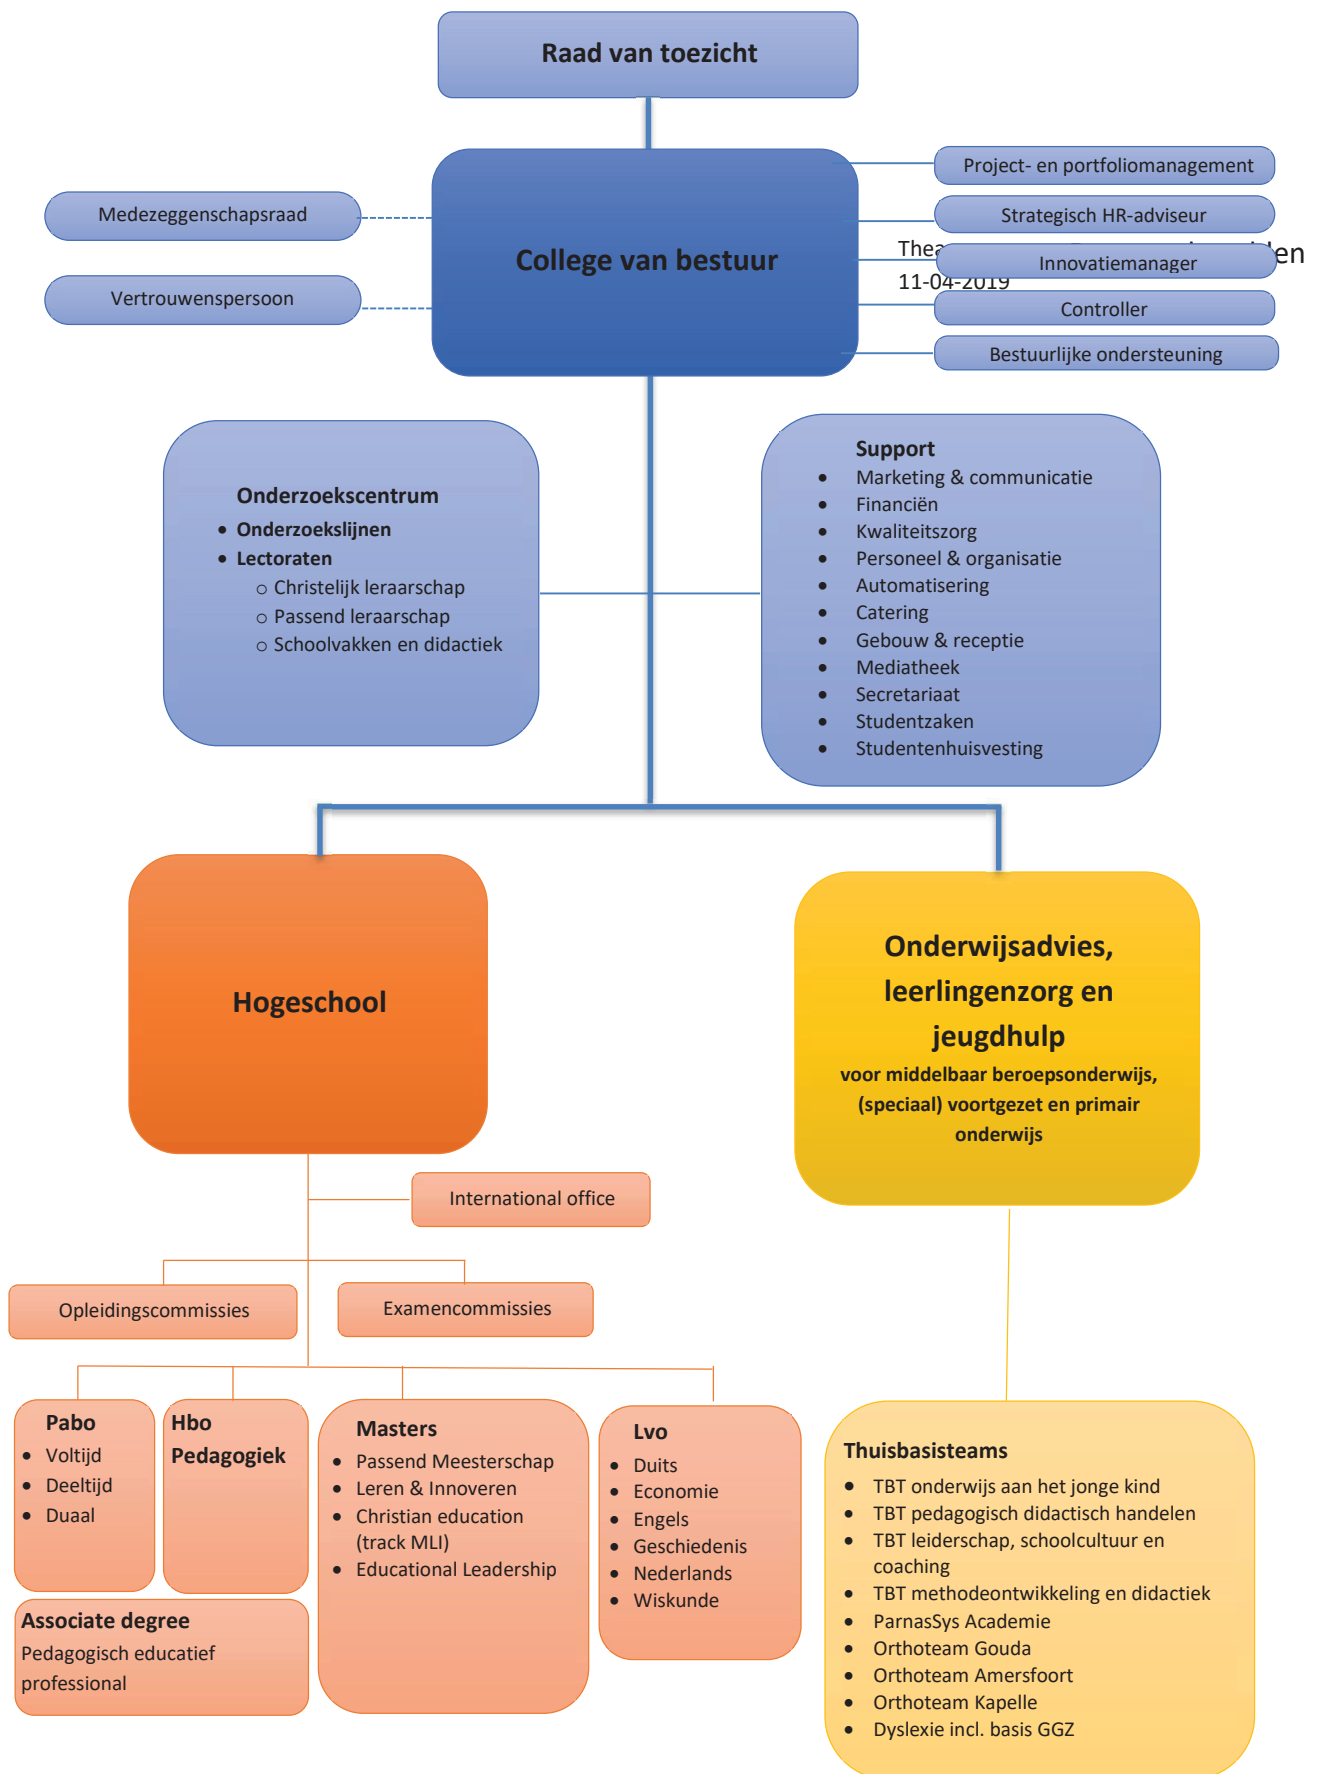 Raad van toezicht
College van bestuur
Medezeggenschapsraad
Vertrouwenspersoon
Project- en portfoliomanagement
Strategisch HR-adviseur
Innovatiemanager
11-04-2019
Controller
Bestuurlijke ondersteuning
Onderzoekscentrum
• Onderzoekslijnen
• Lectoraten
○ Christelijk leraarschap
○ Passend leraarschap
○ Schoolvakken en didactiek
Support
• Marketing & communicatie
• Financiën
• Kwaliteitszorg
• Personeel & organisatie
• Automatisering
• Catering
• Gebouw & receptie
• Mediatheek
• Secretariaat
• Studentzaken
• Studentenhuisvesting
Hogeschool
Onderwijsadvies,
leerlingenzorg en
jeugdhulp
voor middelbaar beroepsonderwijs,
(speciaal) voortgezet en primair
onderwijs
International office
Opleidingscommissies
Examencommissies
Pabo
• Voltijd
• Deeltijd
• Duaal
Hbo
Pedagogiek
Associate degree
Pedagogisch educatief
professional
Masters
• Passend Meesterschap
• Leren & Innoveren
• Christian education
(track MLI)
• Educational Leadership
Lvo
• Duits
• Economie
• Engels
• Geschiedenis
• Nederlands
• Wiskunde
Thuisbasisteams
• TBT onderwijs aan het jonge kind
• TBT pedagogisch didactisch handelen
• TBT leiderschap, schoolcultuur en
coaching
• TBT methodeontwikkeling en didactiek
• ParnasSys Academie
• Orthoteam Gouda
• Orthoteam Amersfoort
• Orthoteam Kapelle
• Dyslexie incl. basis GGZ